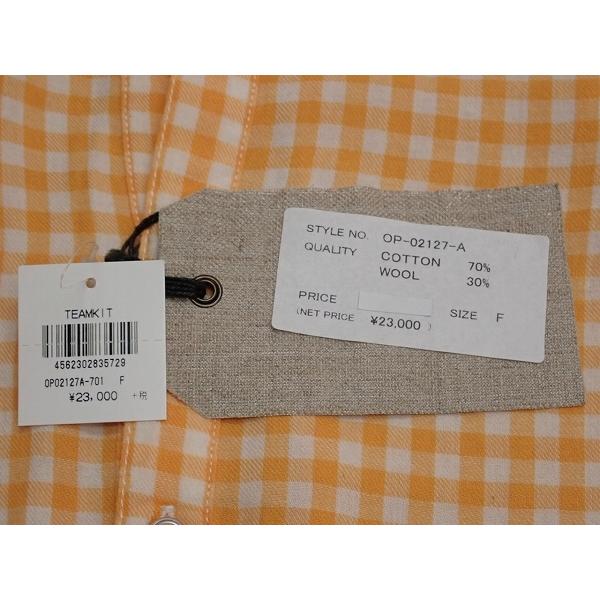 TEAMKIT
4562302835729
OP02127A-701 F
¥23,000 +税
STYLE NO. OP-02127-A
QUALITY COTTON 70%
WOOL 30%
PRICE
(NET PRICE ¥23,000 )
SIZE F